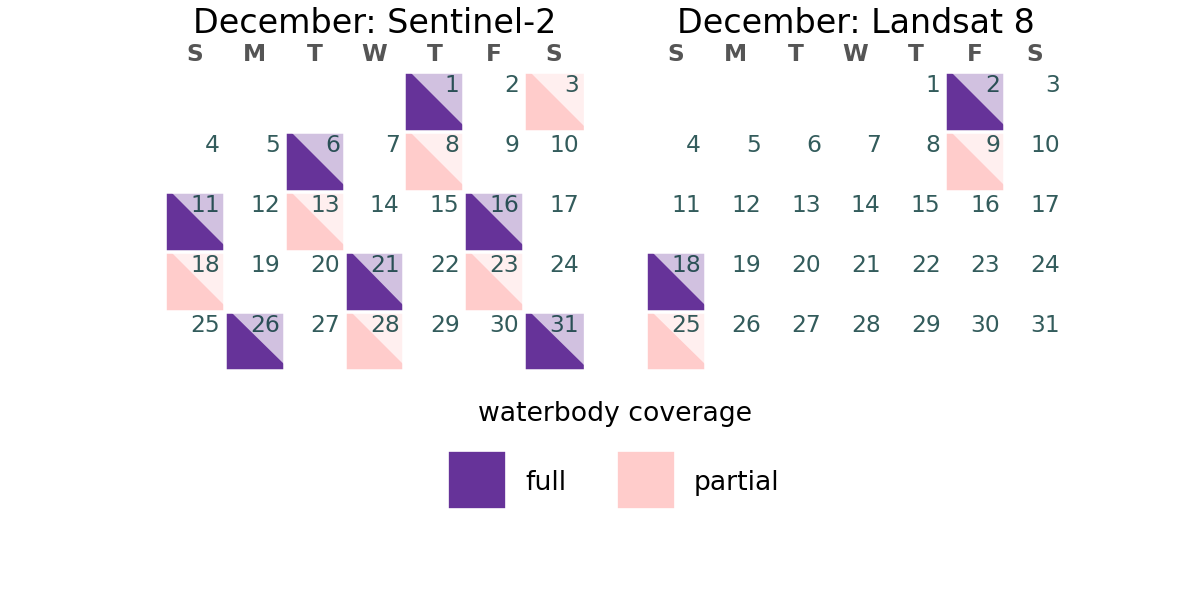 December: Sentinel-2
S M T W T F S
1 2 3
4 5 6 7 8 9 10
11 12 13 14 15 16 17
18 19 20 21 22 23 24
25 26 27 28 29 30 31
December: Landsat 8
S M T W T F S
1 2 3
4 5 6 7 8 9 10
11 12 13 14 15 16 17
18 19 20 21 22 23 24
25 26 27 28 29 30 31
waterbody coverage
full partial